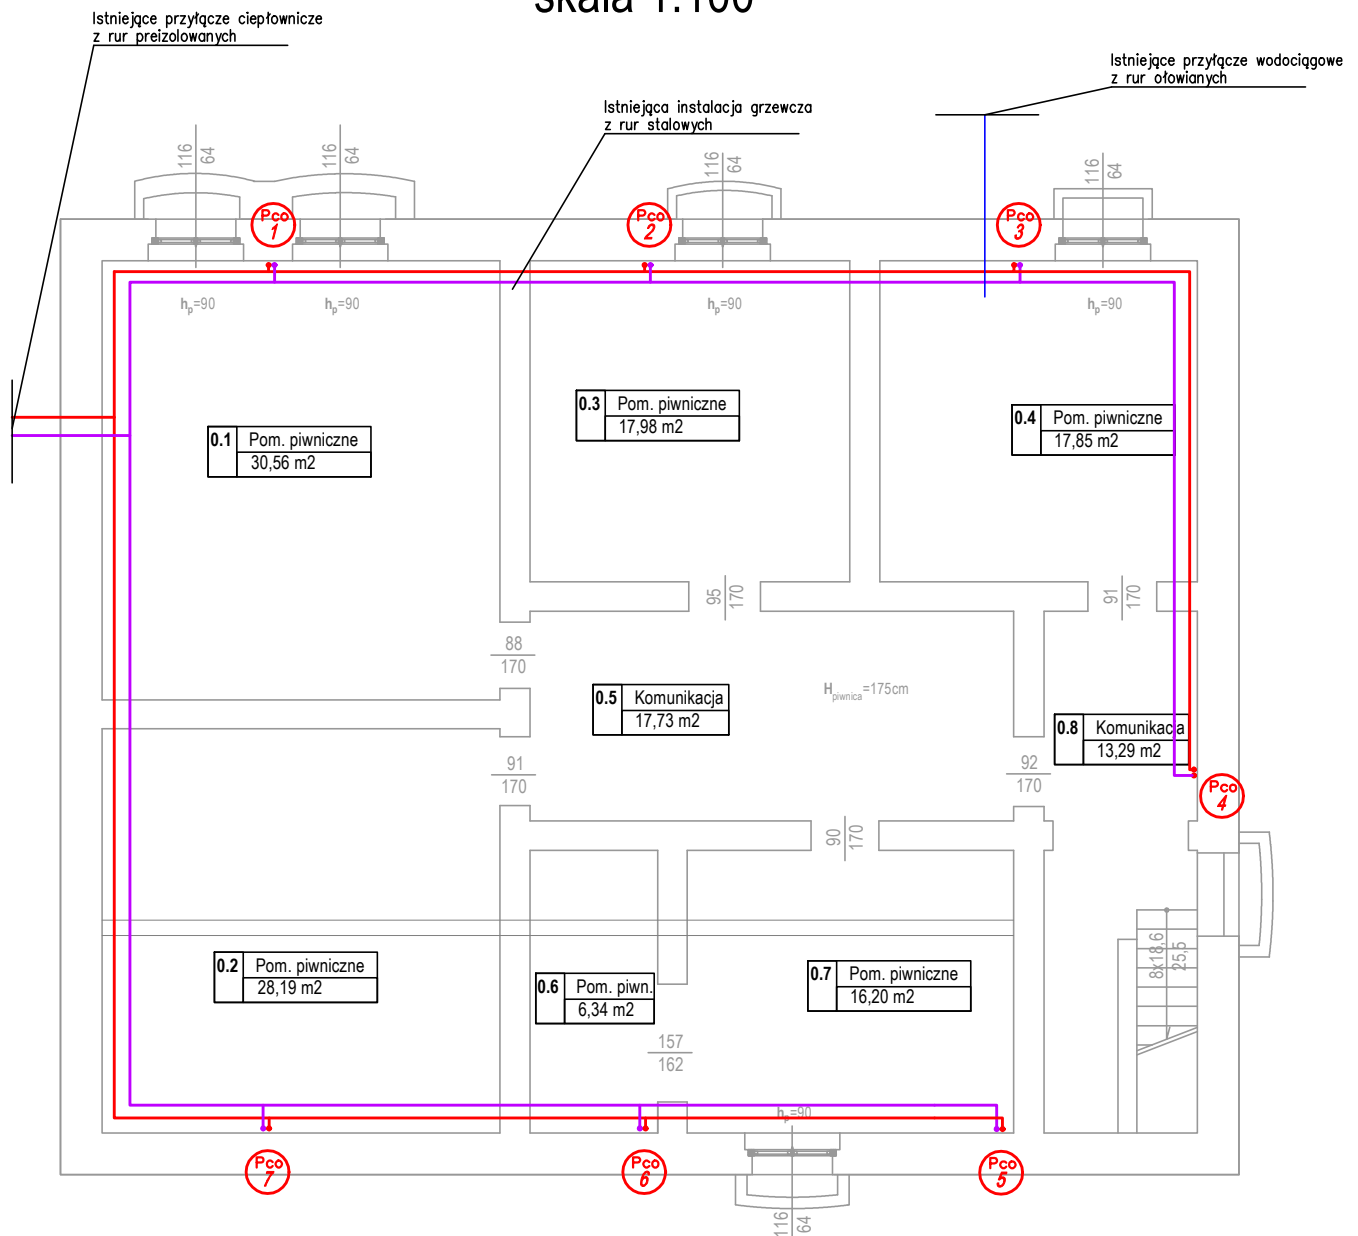 skala 1:100
Istniejące przyłącze ciepłownicze
z rur preizolowanych
Istniejące przyłącze wodociągowe
z rur ołowianych
Istniejąca instalacja grzewcza
z rur stalowych
116
64
116
64
116
64
116
64
Pco
1
Pco
2
Pco
3
hp=90
hp=90
hp=90
hp=90
0.3 Pom. piwniczne
17,98 m2
0.4 Pom. piwniczne
17,85 m2
0.1 Pom. piwniczne
30,56 m2
95
170
91
170
88
170
0.5 Komunikacja
17,73 m2
Hpiwnica=175cm
0.8 Komunikacja
13,29 m2
91
170
92
170
Pco
4
90
170
8x18,6
25,5
0.2 Pom. piwniczne
28,19 m2
0.6 Pom. piwn.
6,34 m2
0.7 Pom. piwniczne
16,20 m2
157
162
hp=90
Pco
7
Pco
6
Pco
5
116
64